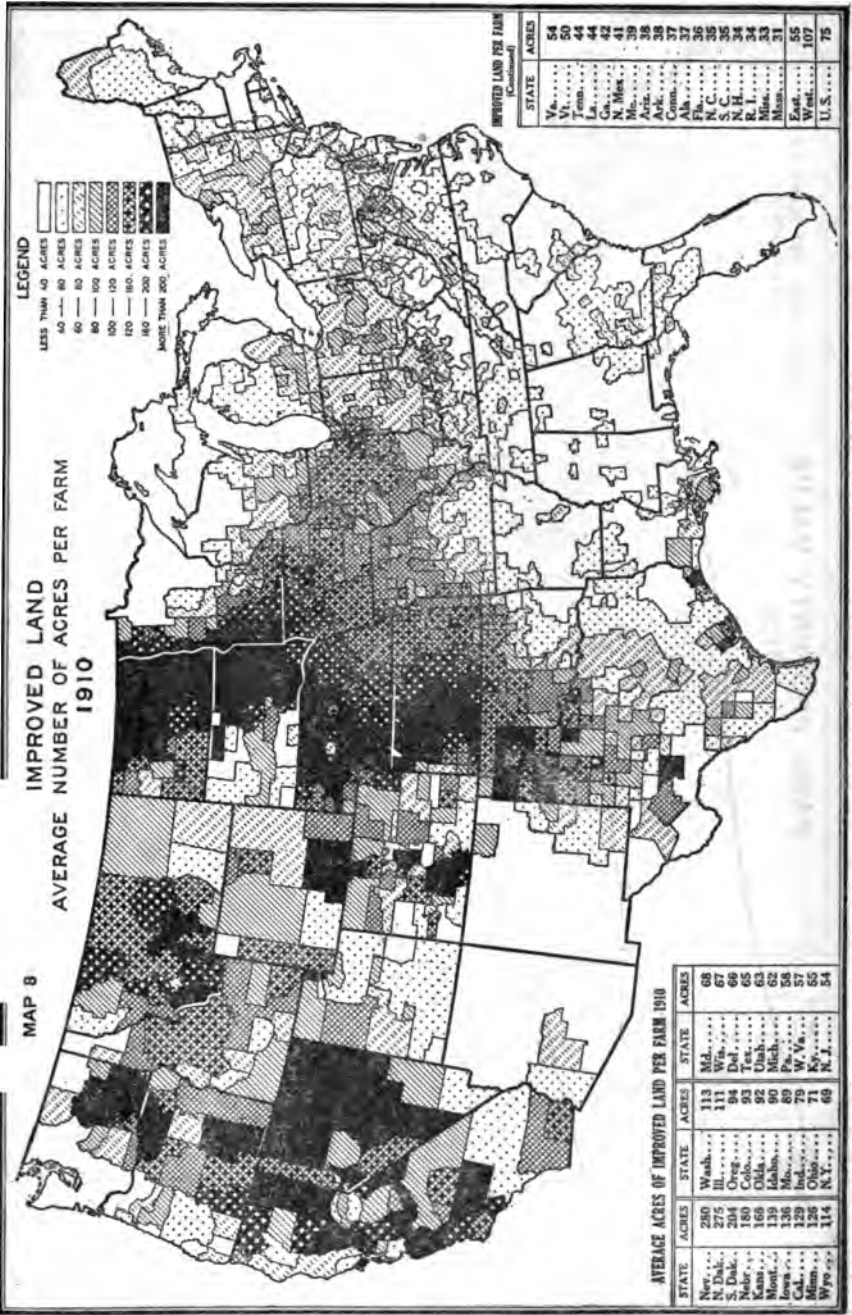 MAP 8
IMPROVED LAND
AVERAGE NUMBER OF ACRES PER FARM
1910
LEGEND
LESS THAN 40 ACRES
40 — 60 ACRES
60 — 80 ACRES
80 — 100 ACRES
100 — 120 ACRES
120 — 160 ACRES
160 — 200 ACRES
MORE THAN 200 ACRES
AVERAGE ACRES OF IMPROVED LAND PER FARM 1910
STATE ACRES STATE ACRES STATE ACRES
Nev.... 280 Wash.... 113 Md...... 68
N. Dak.. 275 Ill...... 111 Wis..... 67
S. Dak.. 204 Oreg.... 94 Del..... 66
Nebr.... 180 Colo.... 93 Tex..... 65
Kans.... 168 Okla.... 92 Utah.... 63
Mont... 139 Idaho... 90 Mich.... 62
Iowa.... 136 Mo...... 89 Pa...... 58
Cal..... 129 Ind..... 79 W. Va... 57
Minn... 126 Ohio.... 71 Ky..... 55
Wyo.... 114 N. Y.... 69 N. J..... 54
IMPROVED LAND PER FARM
(Continued)
STATE ACRES
Va..... 54
Vt..... 50
Tenn... 44
La..... 44
Ga..... 42
N. Mex. 41
Me..... 39
Ariz.... 38
Ark.... 38
Conn... 37
Ala.... 37
Fla.... 36
N. C... 35
S. C... 35
N. H... 34
R. I.... 34
Miss... 33
Mass... 31
East.... 55
West... 107
U. S.... 75